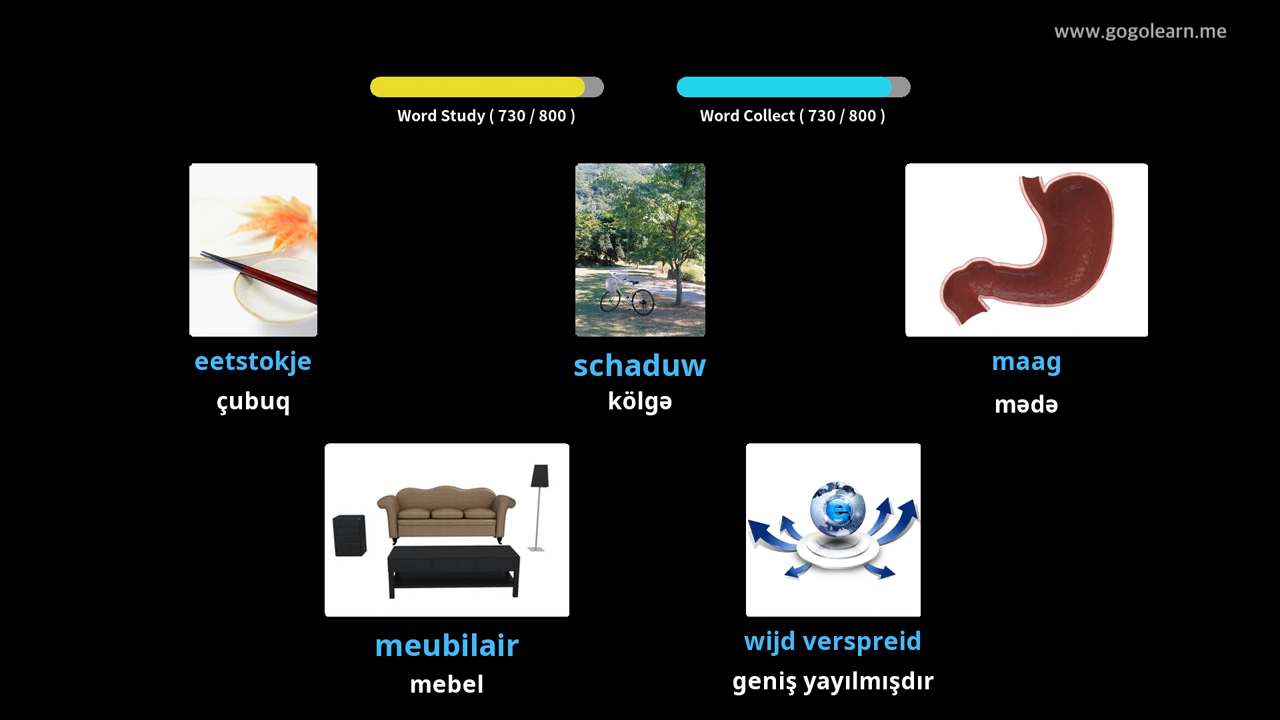 www.gogolearn.me
Word Study ( 730 / 800 )
Word Collect ( 730 / 800 )
eetstokje
schaduw
maag
çubuq
kölgə
mədə
e
meubilair
wijd verspreid
mebel
geniş yayılmışdır